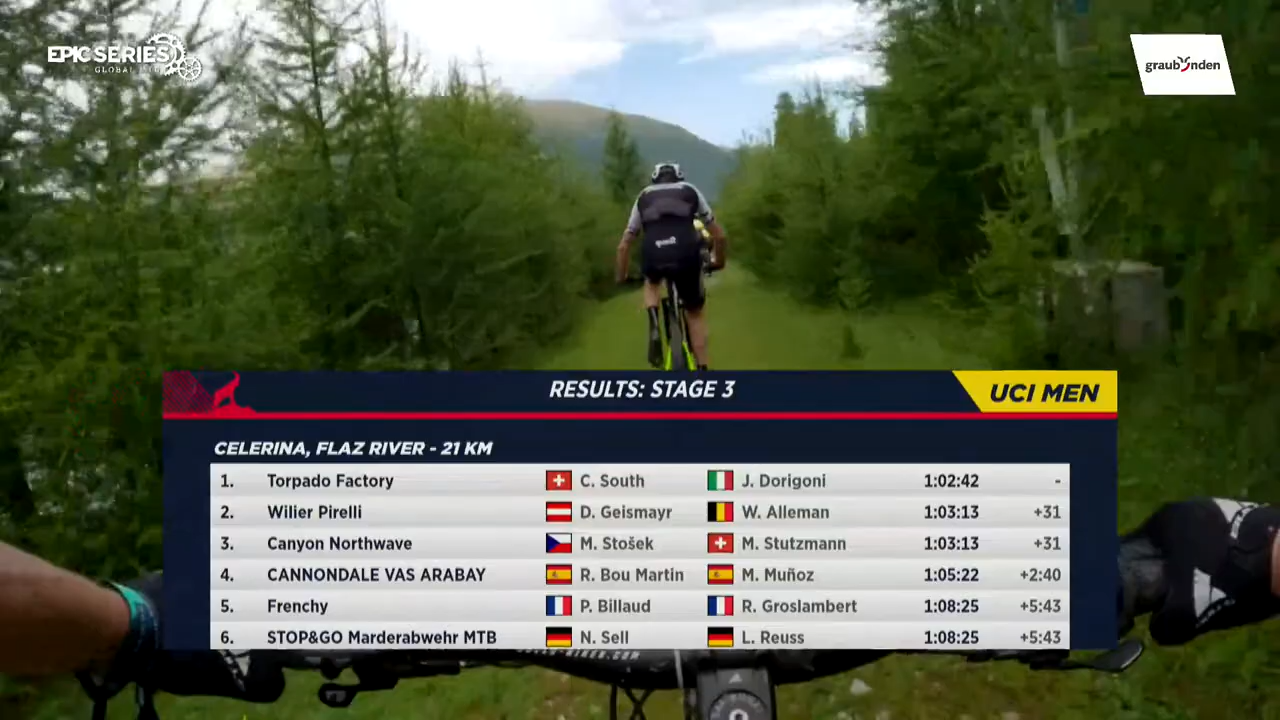 EPIC SERIES
GLOBAL MTB
graubünden
RESULTS: STAGE 3
UCI MEN
CELERINA, FLAZ RIVER - 21 KM
1. Torpado Factory C. South J. Dorigoni 1:02:42 -
2. Wilier Pirelli D. Geismayr W. Alleman 1:03:13 +31
3. Canyon Northwave M. Stošek M. Stutzmann 1:03:13 +31
4. CANNONDALE VAS ARABAY R. Bou Martin M. Muñoz 1:05:22 +2:40
5. Frenchy P. Billaud R. Groslambert 1:08:25 +5:43
6. STOP&GO Marderabwehr MTB N. Sell L. Reuss 1:08:25 +5:43